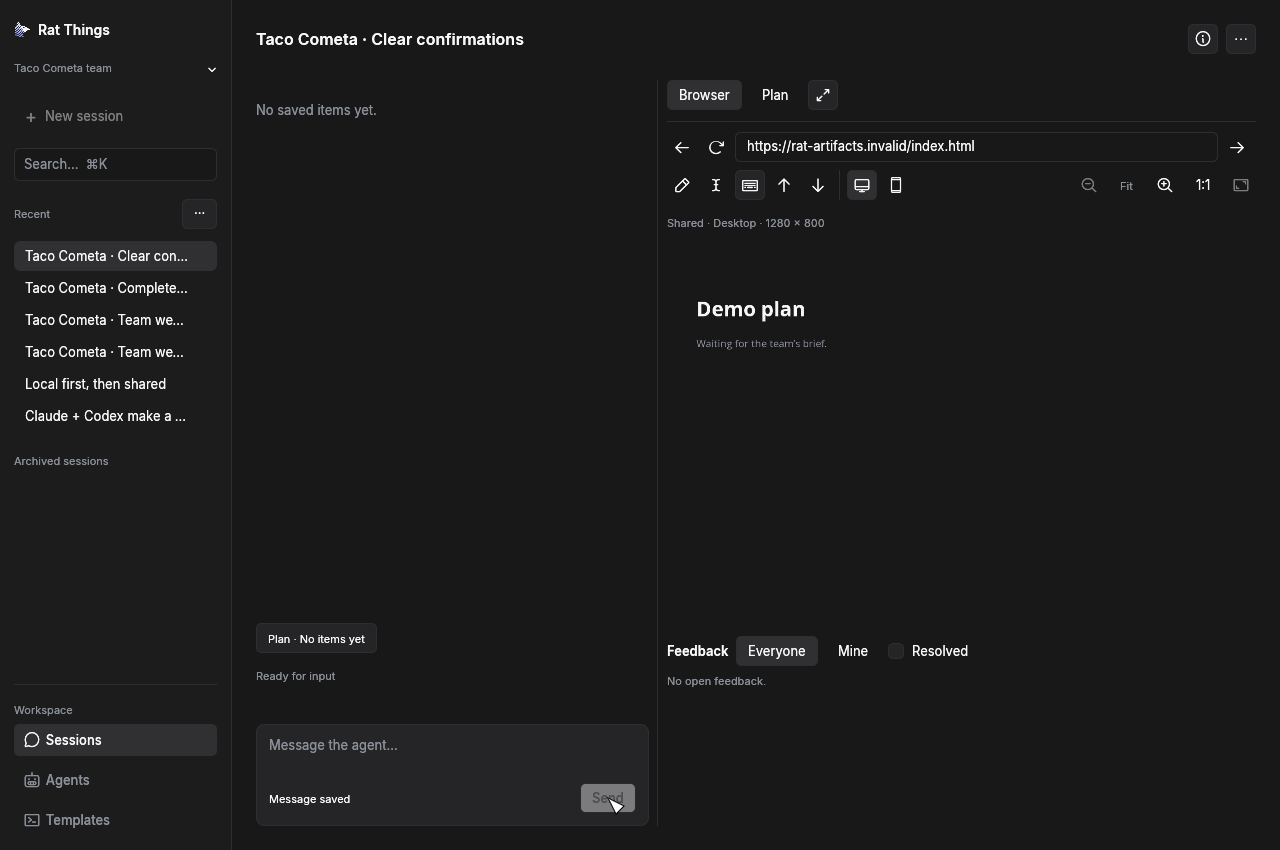 Rat Things
Taco Cometa team
+ New session
Search... ⌘K
Recent
...
Taco Cometa · Clear con...
Taco Cometa · Complete...
Taco Cometa · Team we...
Taco Cometa · Team we...
Local first, then shared
Claude + Codex make a ...
Archived sessions
Workspace
Sessions
Agents
Templates
Taco Cometa · Clear confirmations
...
No saved items yet.
Plan · No items yet
Ready for input
Message the agent...
Message saved
Send
Browser
Plan
https://rat-artifacts.invalid/index.html
Fit
1:1
Shared · Desktop · 1280 × 800
Demo plan
Waiting for the team's brief.
Feedback
Everyone
Mine
Resolved
No open feedback.